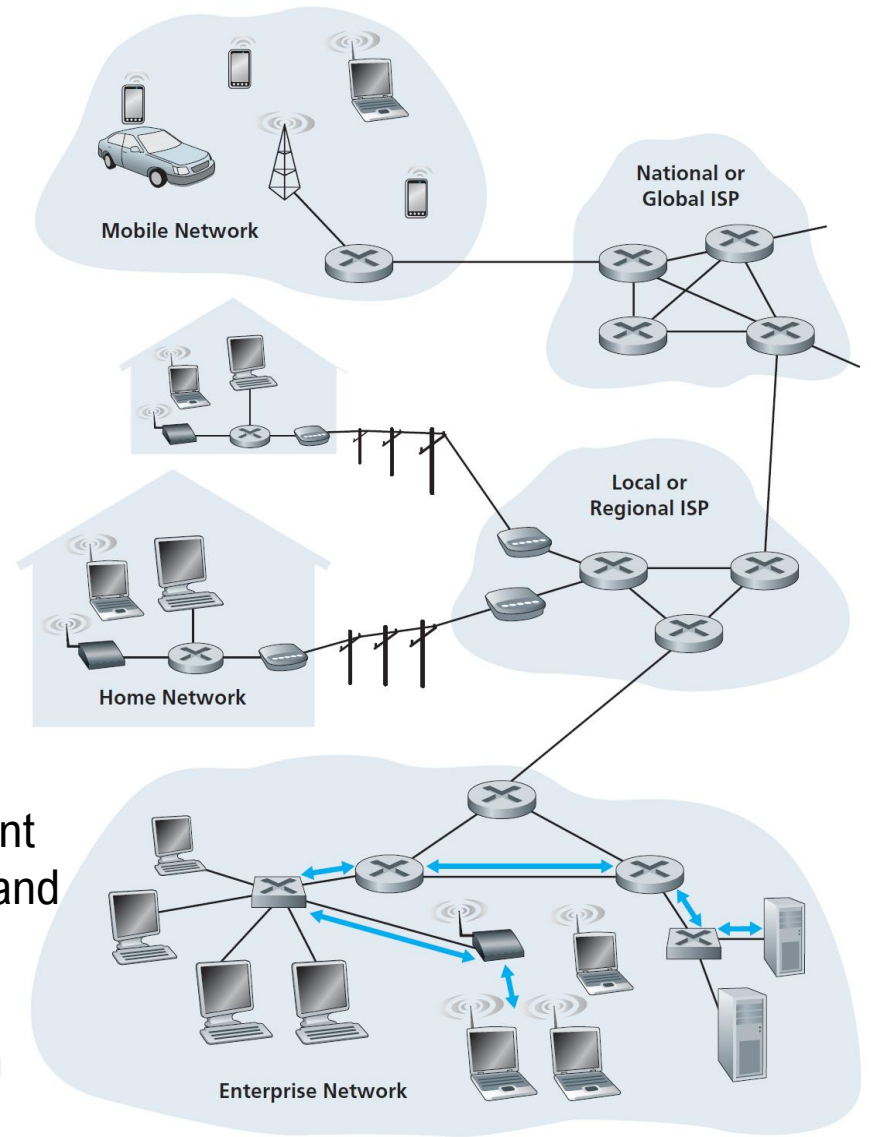 National or
Global ISP
Mobile Network
Local or
Regional ISP
Home Network
nt
and
Enterprise Network